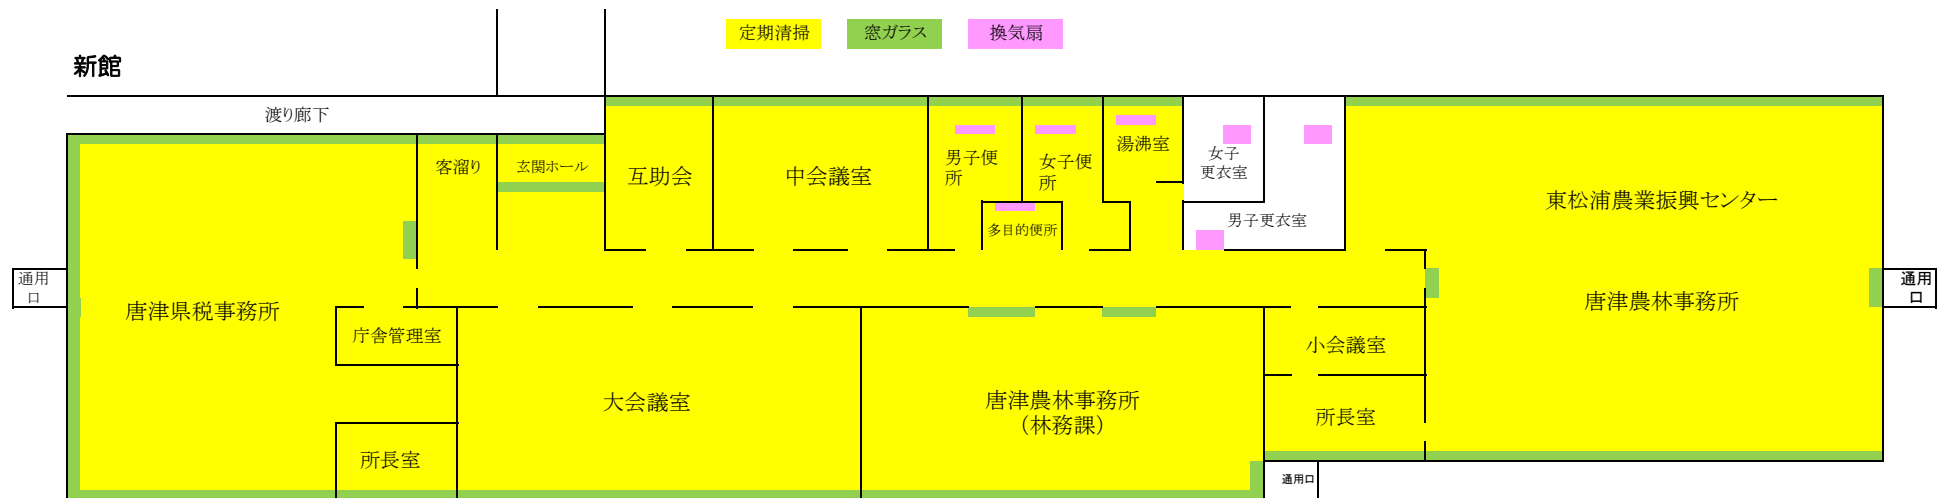 定期清掃
窓ガラス
換気扇
新館
渡り廊下
客溜り
玄関ホール
互助会
中会議室
男子便
所
女子便
所
湯沸室
女子
更衣室
男子更衣室
多目的便所
東松浦農業振興センター
通用
口
唐津県税事務所
庁舎管理室
唐津農林事務所
通用
口
小会議室
大会議室
唐津農林事務所
（林務課）
所長室
所長室
通用口